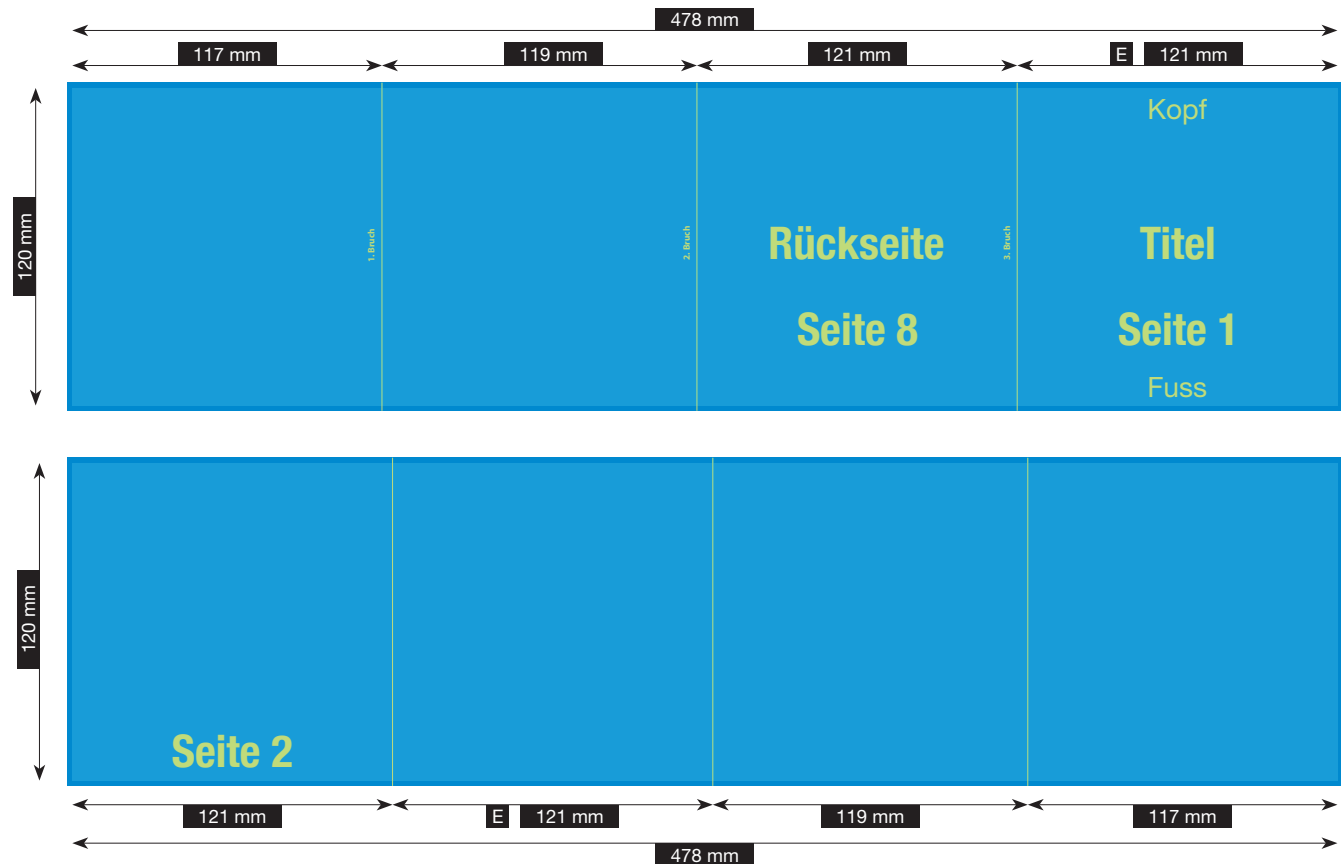 478 mm
117 mm
119 mm
121 mm
E
121 mm
Kopf
120 mm
1. Bruch
2. Bruch
Rückseite
3. Bruch
Titel
Seite 8
Seite 1
Fuss
120 mm
Seite 2
121 mm
E
121 mm
119 mm
117 mm
478 mm